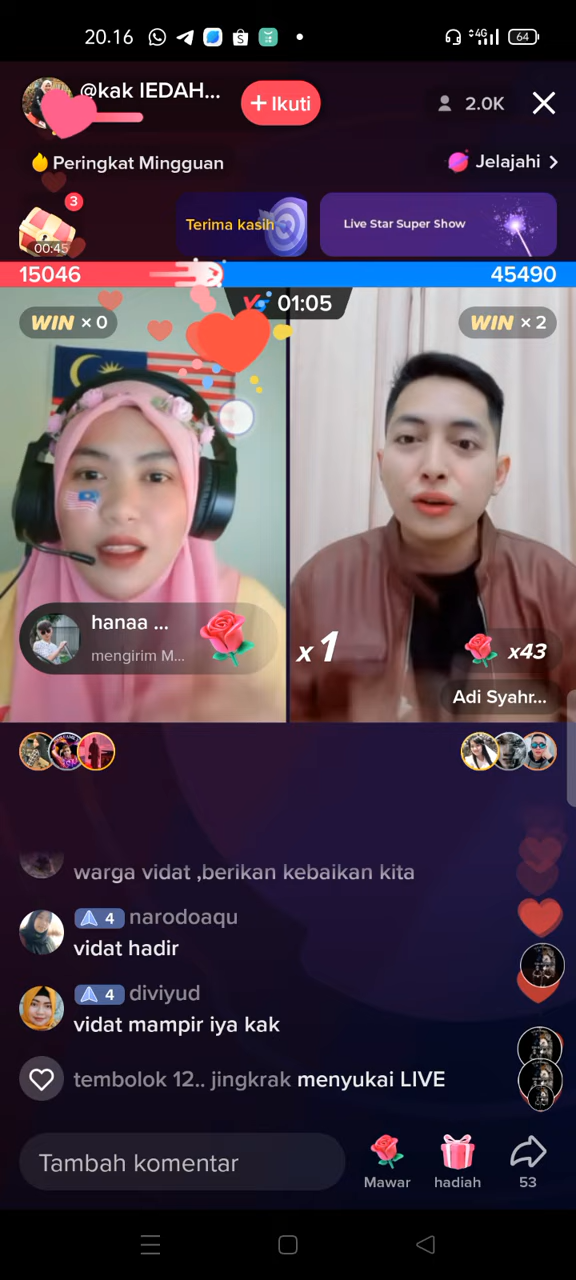 20.16
4G
64
@kak IEDAH...
+ Ikuti
2.0K
Peringkat Mingguan
Jelajahi
3
00:45
Terima kasih
Live Star Super Show
15046
45490
VS 01:05
WIN × 0
WIN × 2
hanaa ...
mengirim M...
x 1
x43
Adi Syahr...
warga vidat ,berikan kebaikan kita
4 narodoaqu
vidat hadir
4 diviyud
vidat mampir iya kak
tembolok 12.. jingkrak menyukai LIVE
Tambah komentar
Mawar
hadiah
53